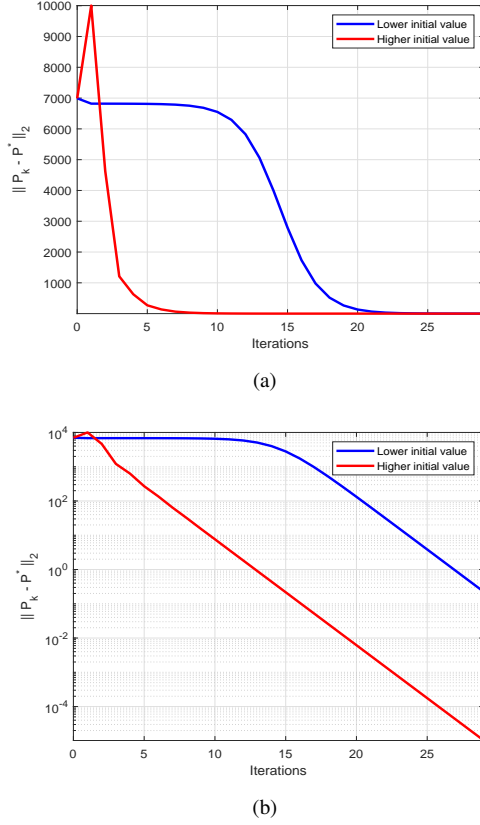 10000
9000
8000
7000
6000
5000
4000
3000
2000
1000
|| P_k - P^* ||_2
Lower initial value
Higher initial value
0 5 10 15 20 25
Iterations
(a)
10^4
10^2
10^0
10^-2
10^-4
|| P_k - P^* ||_2
Lower initial value
Higher initial value
0 5 10 15 20 25
Iterations
(b)